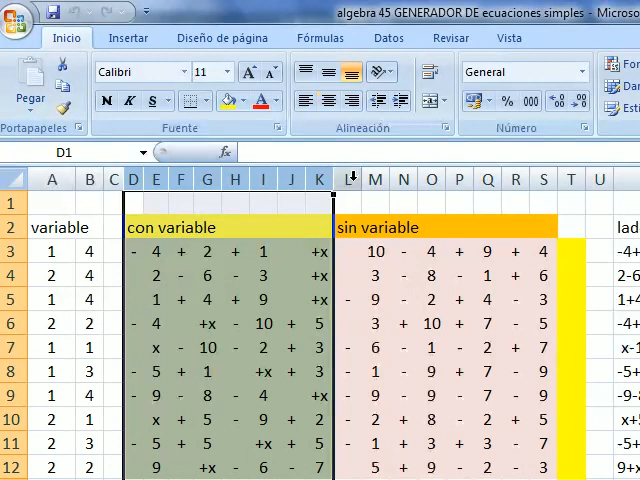 algebra 45 GENERADOR DE ecuaciones simples - Microso
Inicio Insertar Diseño de página Fórmulas Datos Revisar Vista
Calibri 11 A A General For
Pegar N K S A % 000 Dar
Esti
Portapapeles Fuente Alineación Número
D1 fx
A B C D E F G H I J K L M N O P Q R S T U
1
2 variable con variable sin variable lad
3 1 4 - 4 + 2 + 1 +x 10 - 4 + 9 + 4 -4+
4 2 4 2 - 6 - 3 +x 3 - 8 - 1 + 6 2-6
5 1 4 1 + 4 + 9 +x - 9 - 2 + 4 - 3 1+4
6 2 2 - 4 +x - 10 + 5 3 + 10 + 7 - 5 -4+
7 1 1 x - 10 - 2 + 3 - 6 - 1 - 2 + 7 x-1
8 1 3 - 5 + 1 +x + 3 - 1 - 9 + 7 - 9 -5+
9 1 4 - 9 - 8 - 4 +x - 9 - 9 - 7 - 9 -9-8
10 2 1 x + 5 - 9 + 2 - 2 + 8 - 2 + 5 x+5
11 2 3 - 5 + 5 +x + 5 - 1 + 3 + 3 - 7 -5+
12 2 2 9 +x - 6 - 7 5 + 9 - 2 - 3 9+x